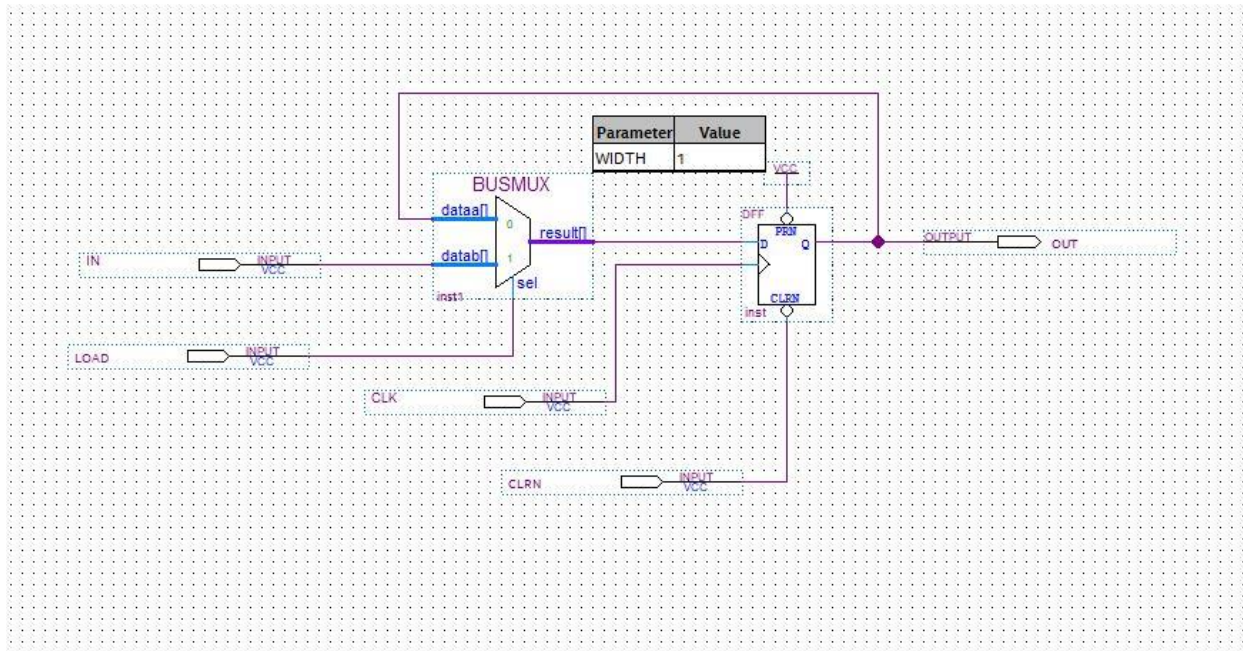 Parameter Value
WIDTH 1
VCC
BUSMUX
dataa[]
0
result[]
datab[]
1
sel
inst1
DFF
PRN
D Q
CLRN
inst
OUTPUT OUT
IN INPUT
VCC
LOAD INPUT
VCC
CLK INPUT
VCC
CLRN INPUT
VCC